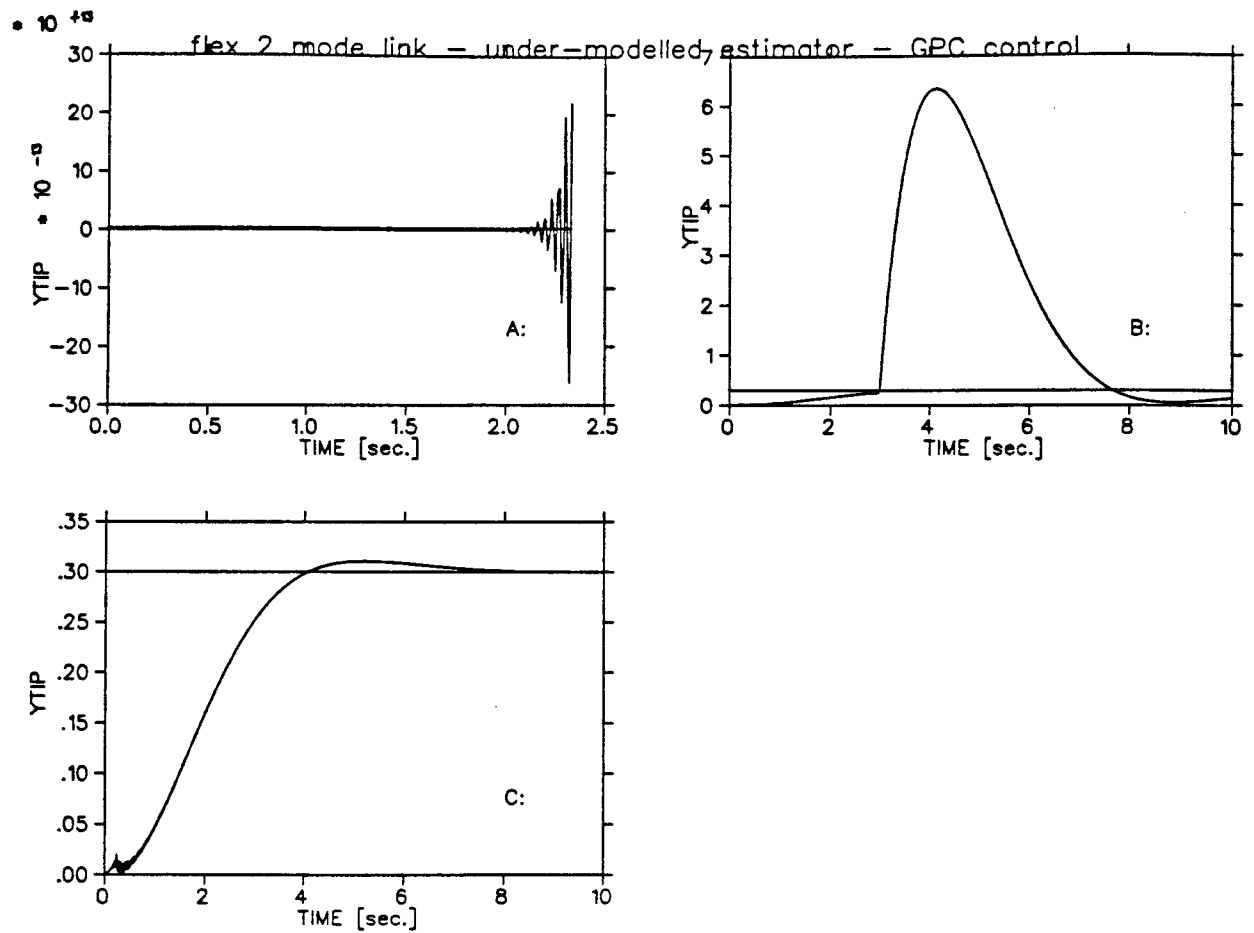 * 10 +13
flex 2 mode link – under–modelled estimator – GPC control
30
20
10
0
−10
−20
−30
YTIP * 10 -13
A:
0.0 0.5 1.0 1.5 2.0 2.5
TIME [sec.]
7
6
5
4
3
2
1
0
YTIP
B:
0 2 4 6 8 10
TIME [sec.]
.35
.30
.25
.20
.15
.10
.05
.00
YTIP
C:
0 2 4 6 8 10
TIME [sec.]